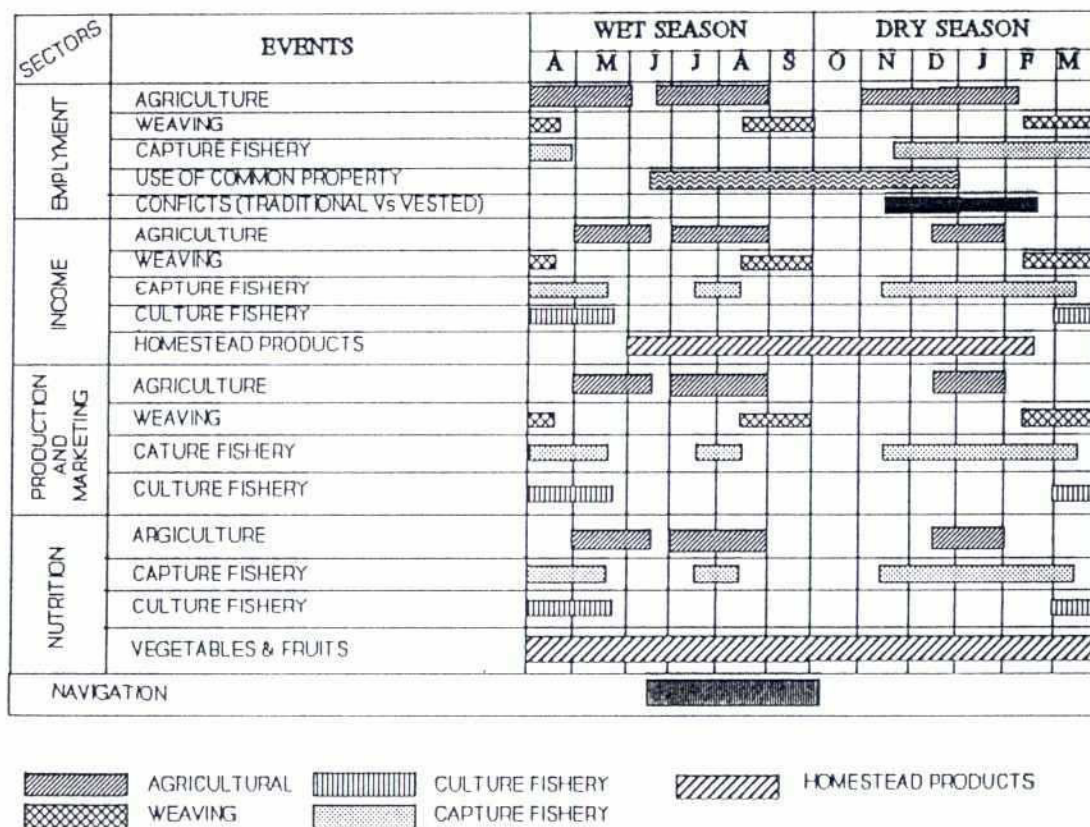 SECTORS EVENTS WET SEASON DRY SEASON
A M J J A S O N D J F M
EMPLYMENT
AGRICULTURE
WEAVING
CAPTURE FISHERY
USE OF COMMON PROPERTY
CONFICTS (TRADITIONAL Vs VESTED)
INCOME
AGRICULTURE
WEAVING
CAPTURE FISHERY
CULTURE FISHERY
HOMESTEAD PRODUCTS
PRODUCTION
AND
MARKETING
AGRICULTURE
WEAVING
CATURE FISHERY
CULTURE FISHERY
NUTRITION
ARGICULTURE
CAPTURE FISHERY
CULTURE FISHERY
VEGETABLES & FRUITS
NAVIGATION
AGRICULTURAL CULTURE FISHERY HOMESTEAD PRODUCTS
WEAVING CAPTURE FISHERY